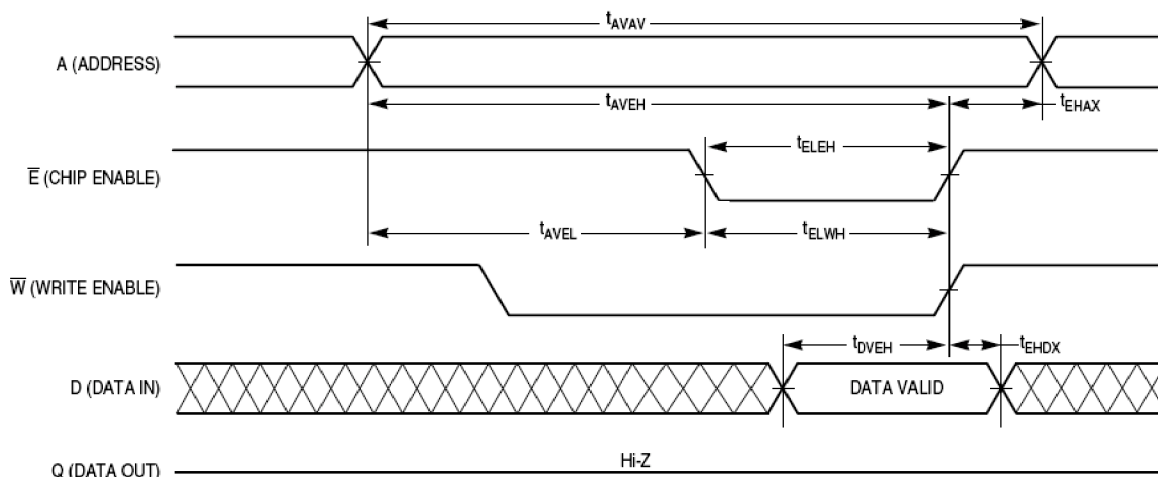 tAVAV
A (ADDRESS)
tAVEH
tEHAX
tELEH
E (CHIP ENABLE)
tAVEL
tELWH
W (WRITE ENABLE)
tDVEH
tEHDX
D (DATA IN)
DATA VALID
Hi-Z
Q (DATA OUT)